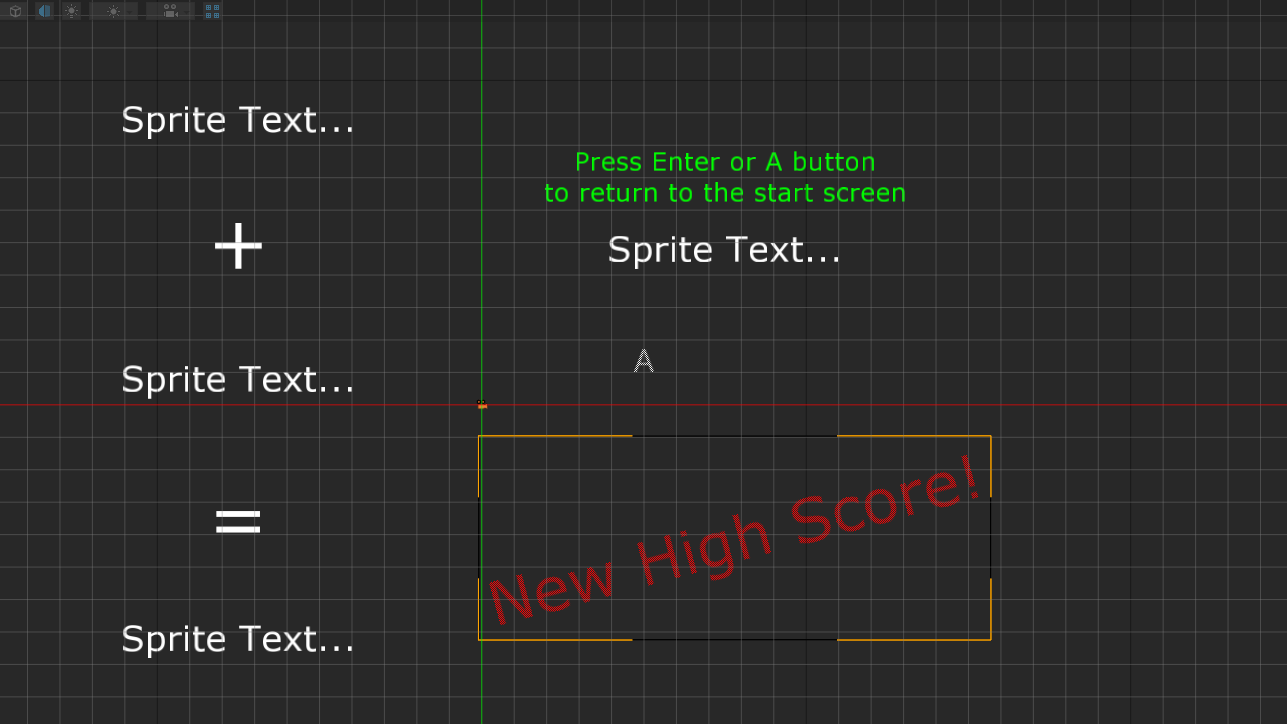 Sprite Text...
Press Enter or A button
to return to the start screen
+
Sprite Text...
A
Sprite Text...
=
New High Score!
Sprite Text...